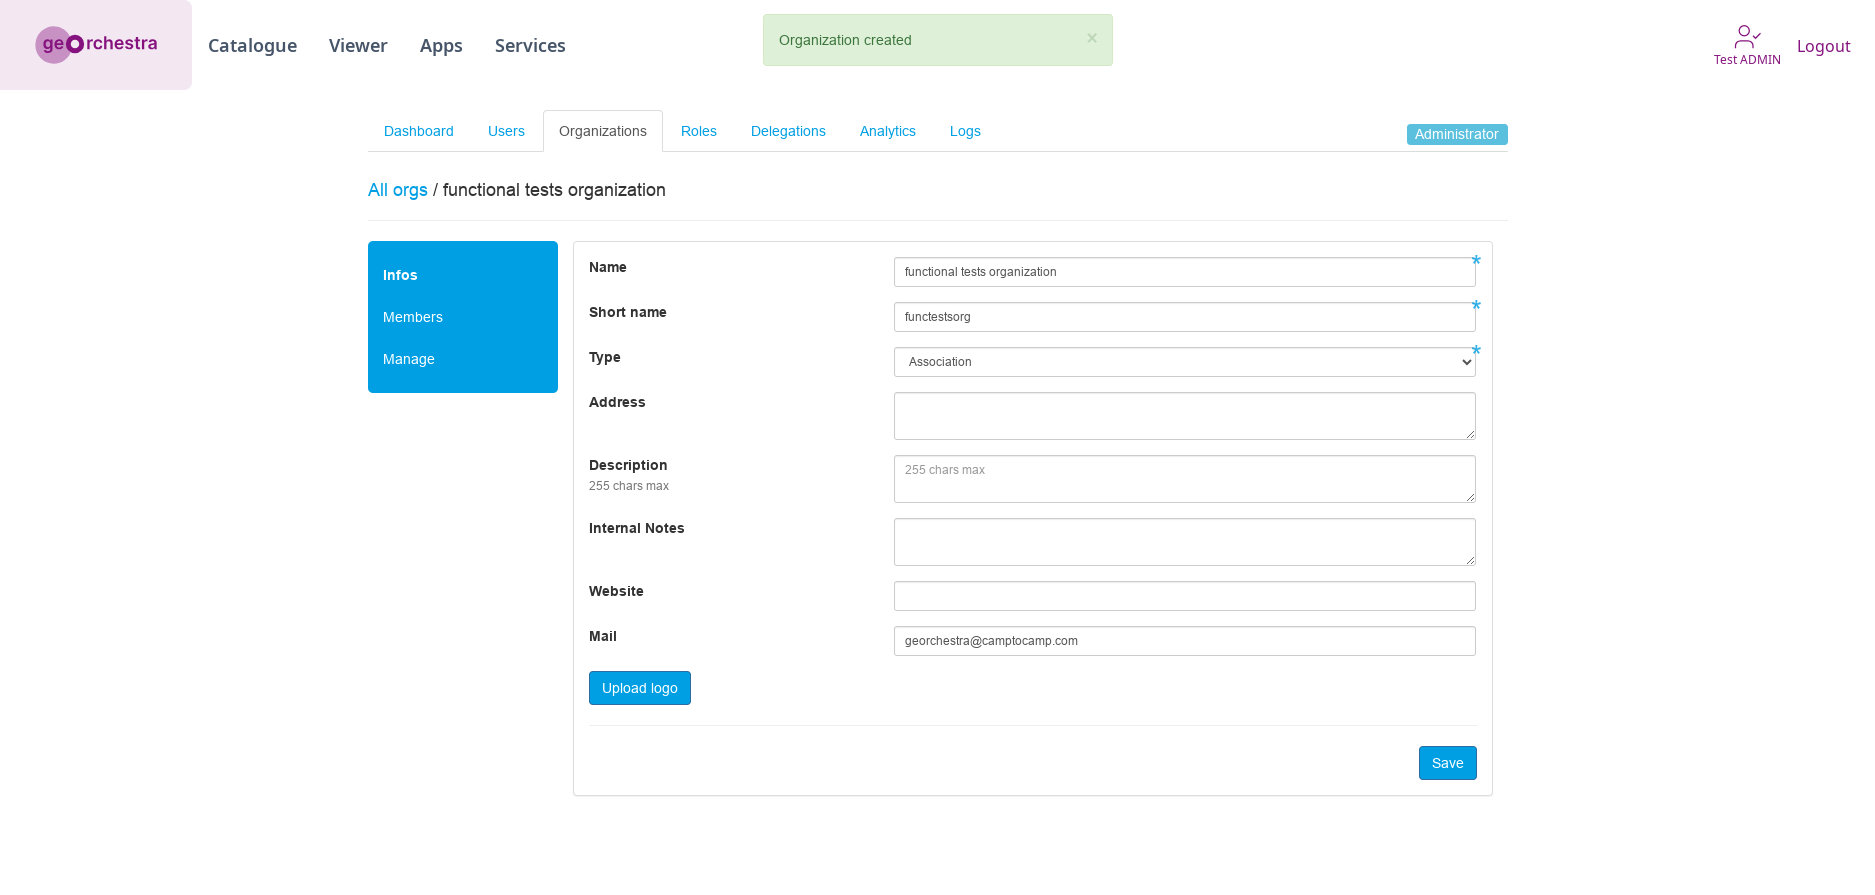 georchestra
Catalogue
Viewer
Apps
Services
Organization created
×
Test ADMIN
Logout
Dashboard
Users
Organizations
Roles
Delegations
Analytics
Logs
Administrator
All orgs / functional tests organization
Infos
Members
Manage
Name
functional tests organization
*
Short name
functestsorg
*
Type
Association
*
Address
Description
255 chars max
255 chars max
Internal Notes
Website
Mail
georchestra@camptocamp.com
Upload logo
Save